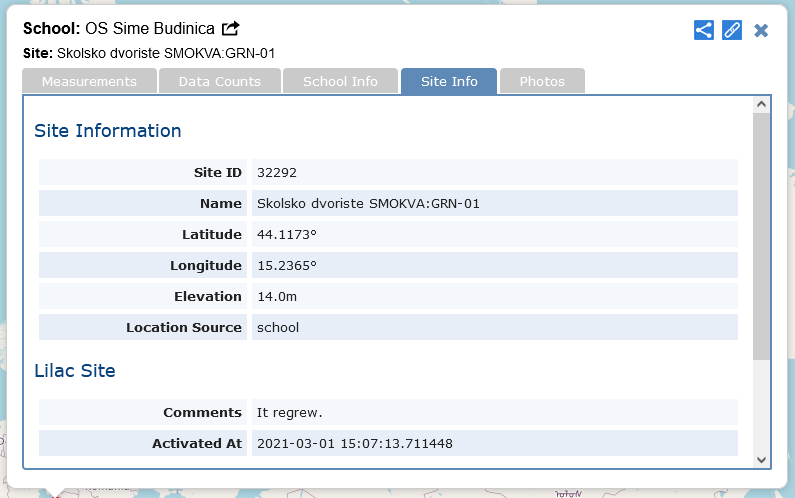 School: OS Sime Budinica
Site: Skolsko dvoriste SMOKVA:GRN-01
Measurements Data Counts School Info Site Info Photos
Site Information
Site ID 32292
Name Skolsko dvoriste SMOKVA:GRN-01
Latitude 44.1173°
Longitude 15.2365°
Elevation 14.0m
Location Source school
Lilac Site
Comments It regrew.
Activated At 2021-03-01 15:07:13.711448